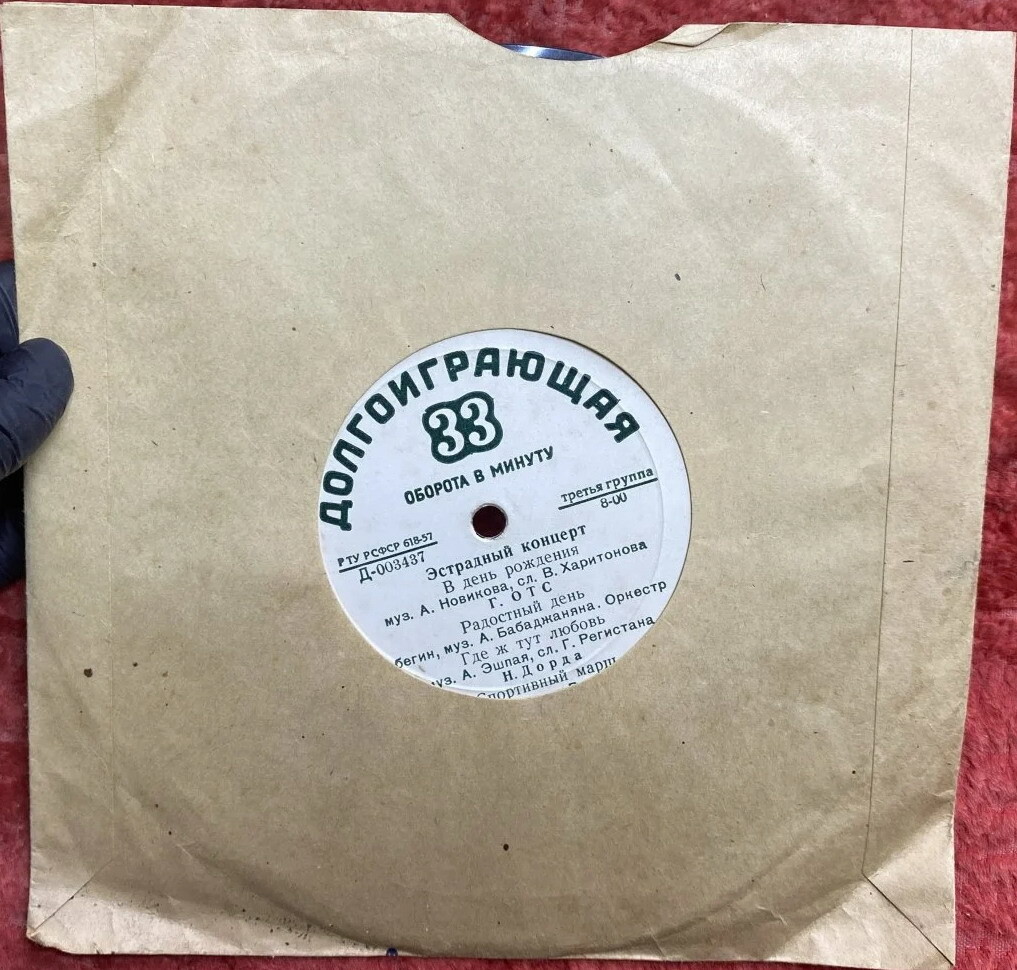 ДОЛГОИГРАЮЩАЯ
33
ОБОРОТА В МИНУТУ
третья группа
8-00
РТУ РСФСР 618-57
Д-003437
Эстрадный концерт
В день рождения
муз. А. Новикова, сл. В. Харитонова
Г. ОТС
Радостный день
бегин, муз. А. Бабаджаняна. Оркестр
Где ж тут любовь
муз. А. Эшпая, сл. Г. Регистана
Н. Дорда
Спортивный марш